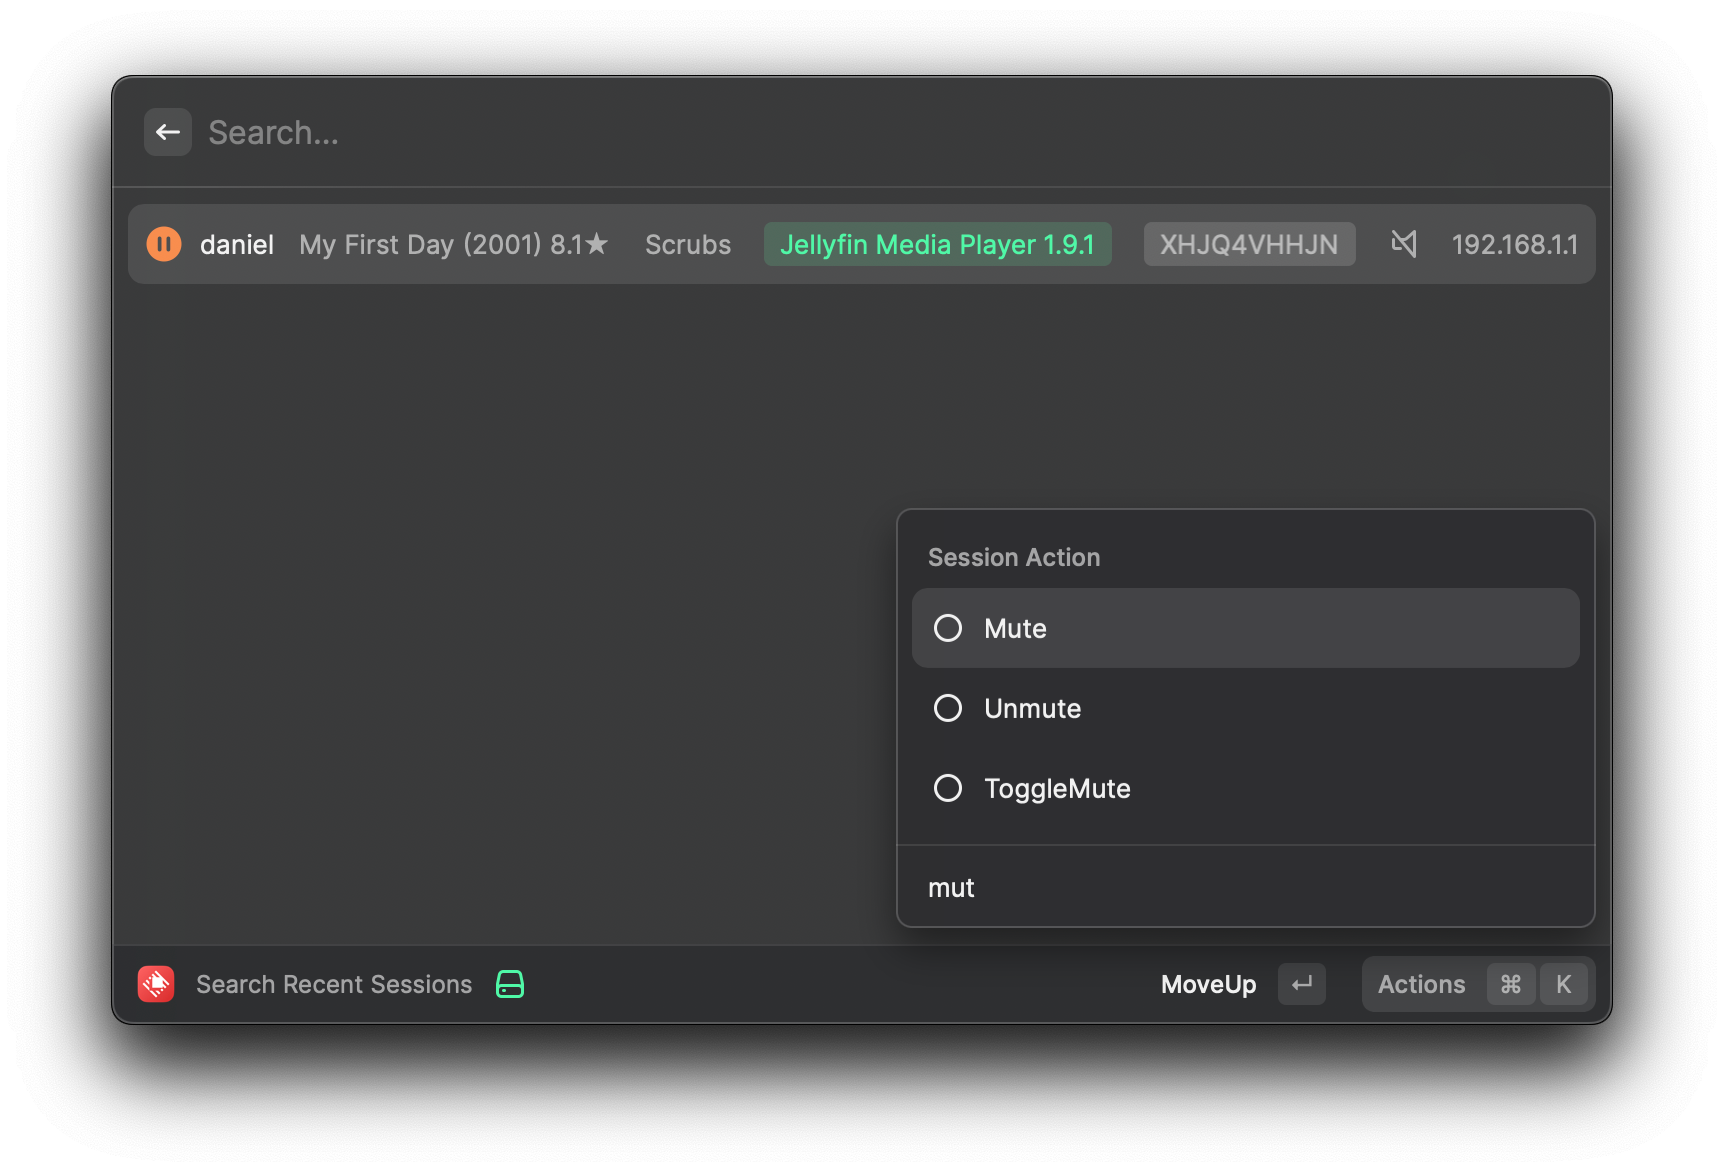 Search...
daniel My First Day (2001) 8.1★ Scrubs Jellyfin Media Player 1.9.1 XHJQ4VHHJN 192.168.1.1
Session Action
Mute
Unmute
ToggleMute
mut
Search Recent Sessions MoveUp ↵ Actions ⌘ K